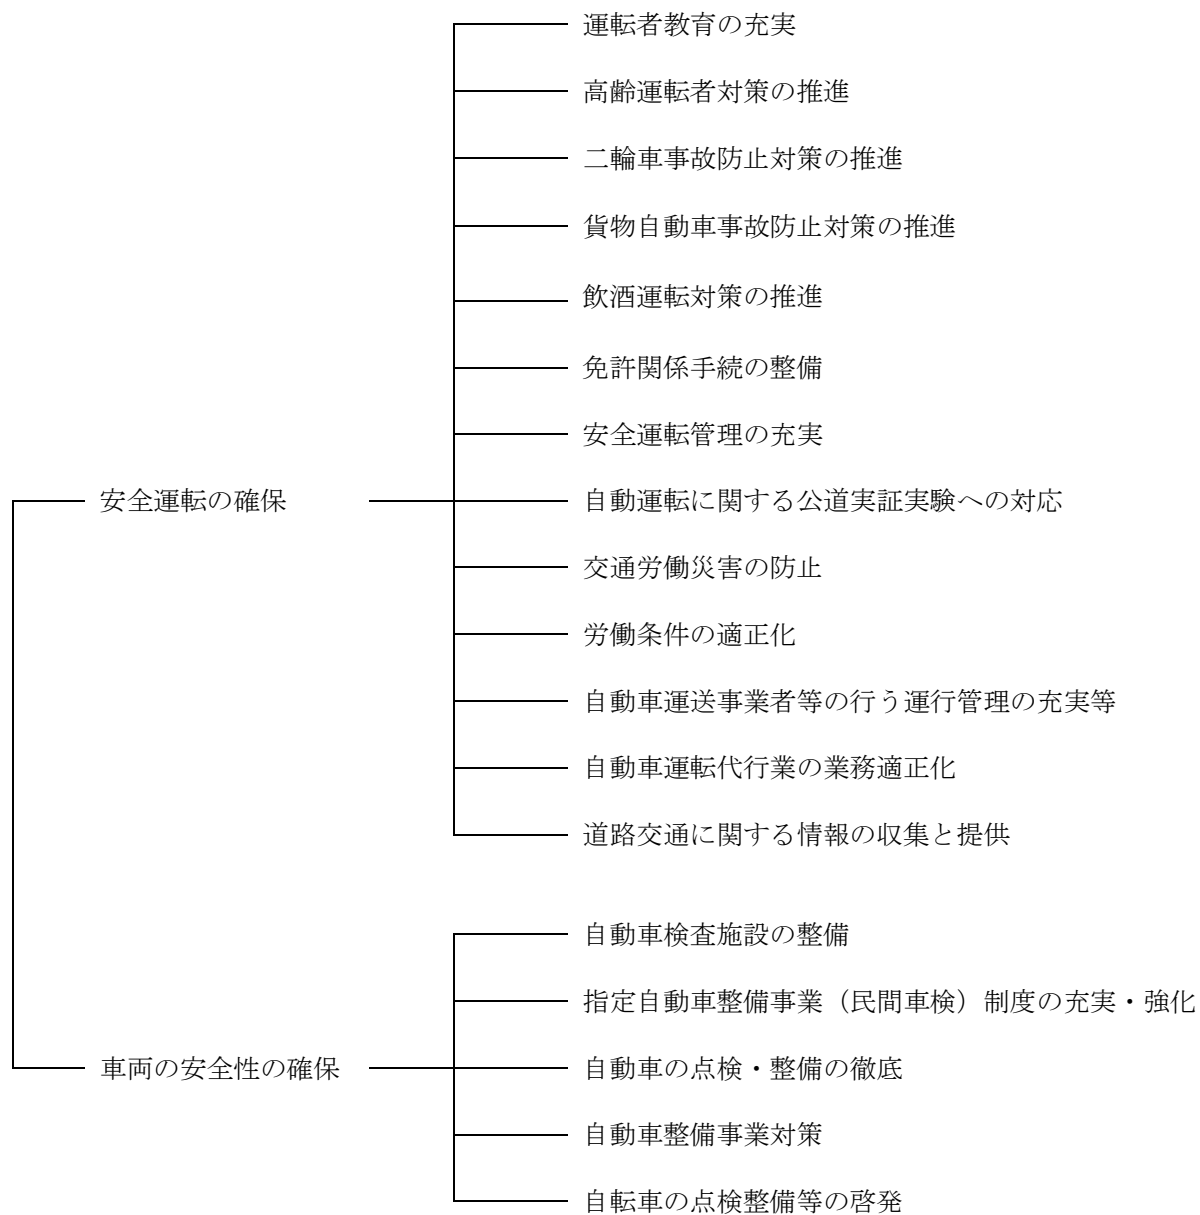 運転者教育の充実
高齢運転者対策の推進
二輪車事故防止対策の推進
貨物自動車事故防止対策の推進
飲酒運転対策の推進
免許関係手続の整備
安全運転管理の充実
安全運転の確保
自動運転に関する公道実証実験への対応
交通労働災害の防止
労働条件の適正化
自動車運送事業者等の行う運行管理の充実等
自動車運転代行業の業務適正化
道路交通に関する情報の収集と提供
自動車検査施設の整備
指定自動車整備事業（民間車検）制度の充実・強化
車両の安全性の確保
自動車の点検・整備の徹底
自動車整備事業対策
自転車の点検整備等の啓発